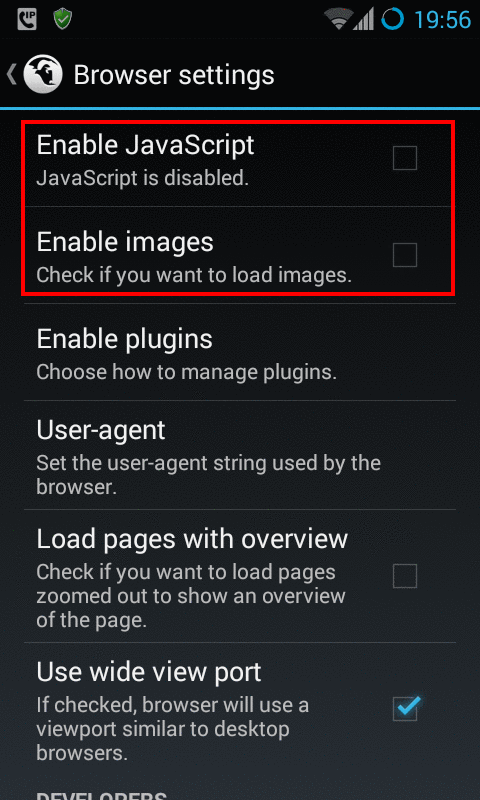 19:56
Browser settings
Enable JavaScript
JavaScript is disabled.
Enable images
Check if you want to load images.
Enable plugins
Choose how to manage plugins.
User-agent
Set the user-agent string used by the
browser.
Load pages with overview
Check if you want to load pages
zoomed out to show an overview
of the page.
Use wide view port
If checked, browser will use a
viewport similar to desktop
browsers.
DEVELOPERS